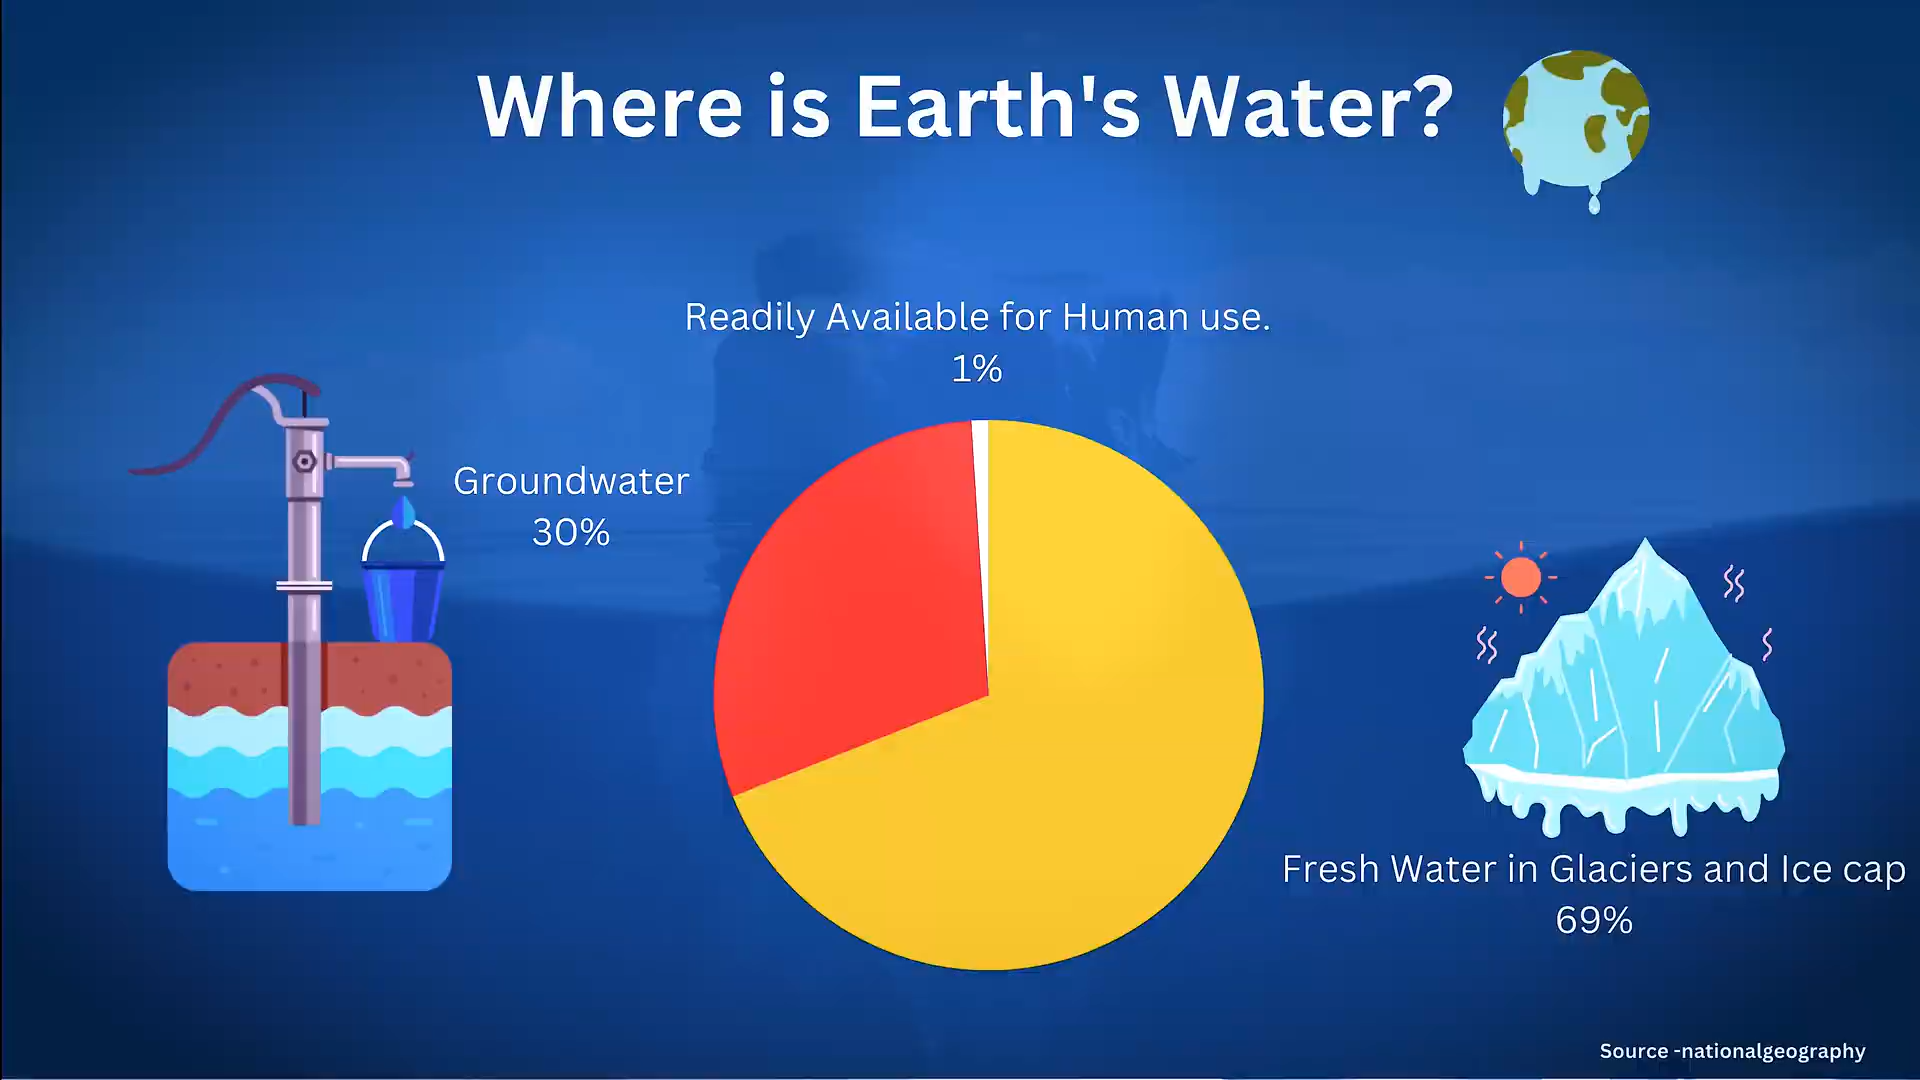 Where is Earth's Water?
Readily Available for Human use.
1%
Groundwater
30%
Fresh Water in Glaciers and Ice cap
69%
Source -nationalgeography